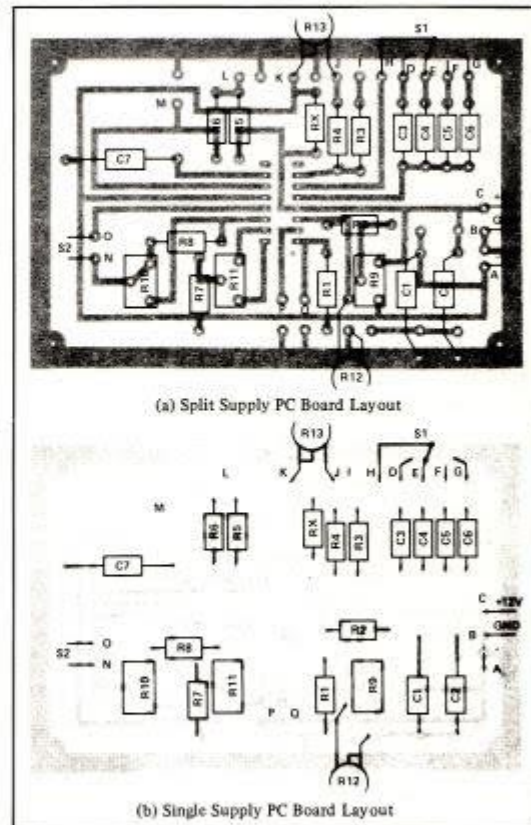 R13
S1
L K J I H D E F G
M
R6 R5 RX R4 R3 C3 C4 C5 C6
C7
C
S2 O
N
B
R8
R10 R7 R11 R1 R9 C1
A
R12
(a) Split Supply PC Board Layout
R13
S1
L K J I H D E F G
M
R6 R5 RX R4 R3 C3 C4 C5 C6
C7
C +12V
GND
B
R2
S2 O
N
R8
A
R10 R7 R11 R1 R9 C1 C2
P Q
R12
(b) Single Supply PC Board Layout